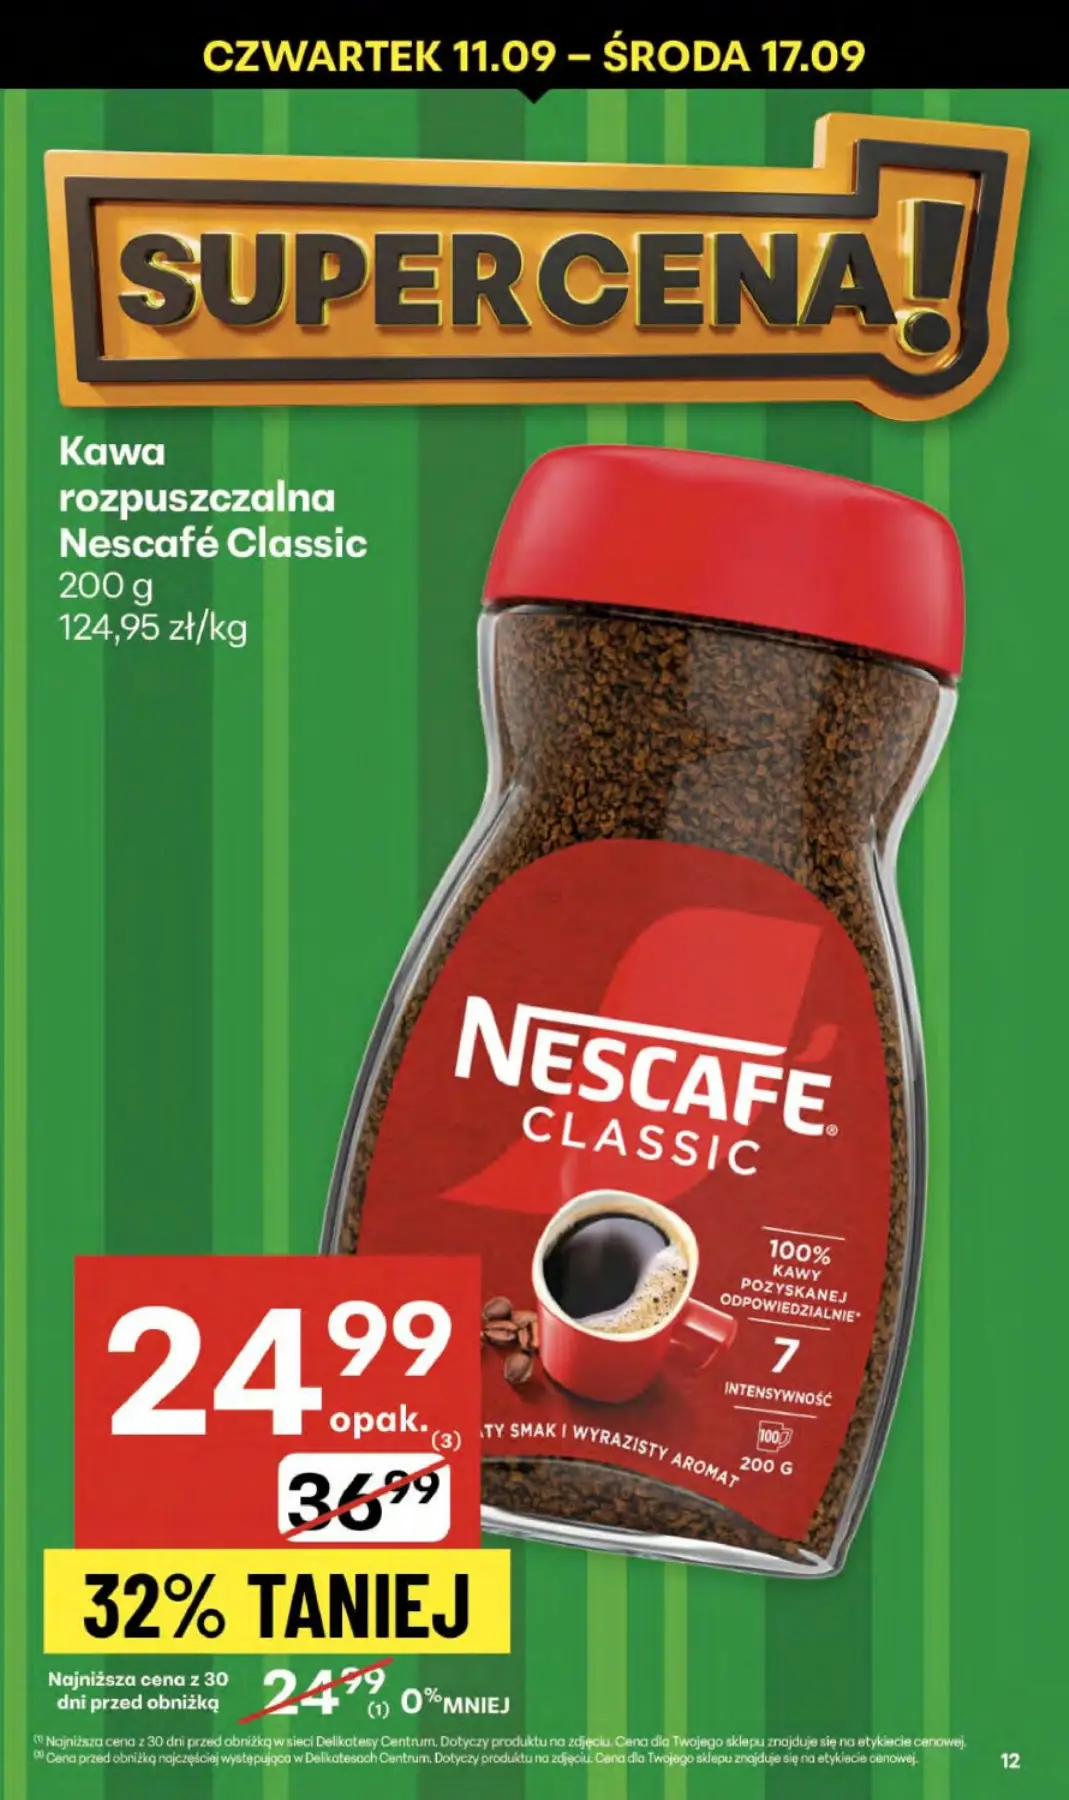 CZWARTEK 11.09 – ŚRODA 17.09
SUPERCENA!
Kawa
rozpuszczalna
Nescafé Classic
200 g
124,95 zł/kg
NESCAFÉ®
CLASSIC
100%
KAWY
POZYSKANEJ
ODPOWIEDZIALNIE*
7
INTENSYWNOŚĆ
100
200 G
TY SMAK I WYRAZISTY AROMAT
24 99
opak. (3)
36 99
32% TANIEJ
Najniższa cena z 30
dni przed obniżką
24 99 (1) 0% MNIEJ
(1) Najniższa cena z 30 dni przed obniżką w sieci Delikatesy Centrum. Dotyczy produktu na zdjęciu. Cena dla Twojego sklepu znajduje się na etykiecie cenowej.
(3) Cena przed obniżką najczęściej występująca w Delikatesach Centrum. Dotyczy produktu na zdjęciu. Cena dla Twojego sklepu znajduje się na etykiecie cenowej.
12